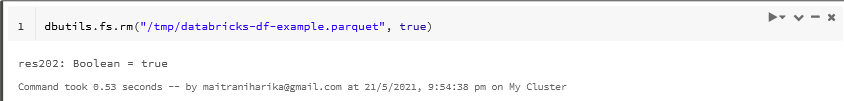 1 dbutils.fs.rm("/tmp/databricks-df-example.parquet", true)
res202: Boolean = true
Command took 0.53 seconds -- by maitraniharika@gmail.com at 21/5/2021, 9:54:38 pm on My Cluster